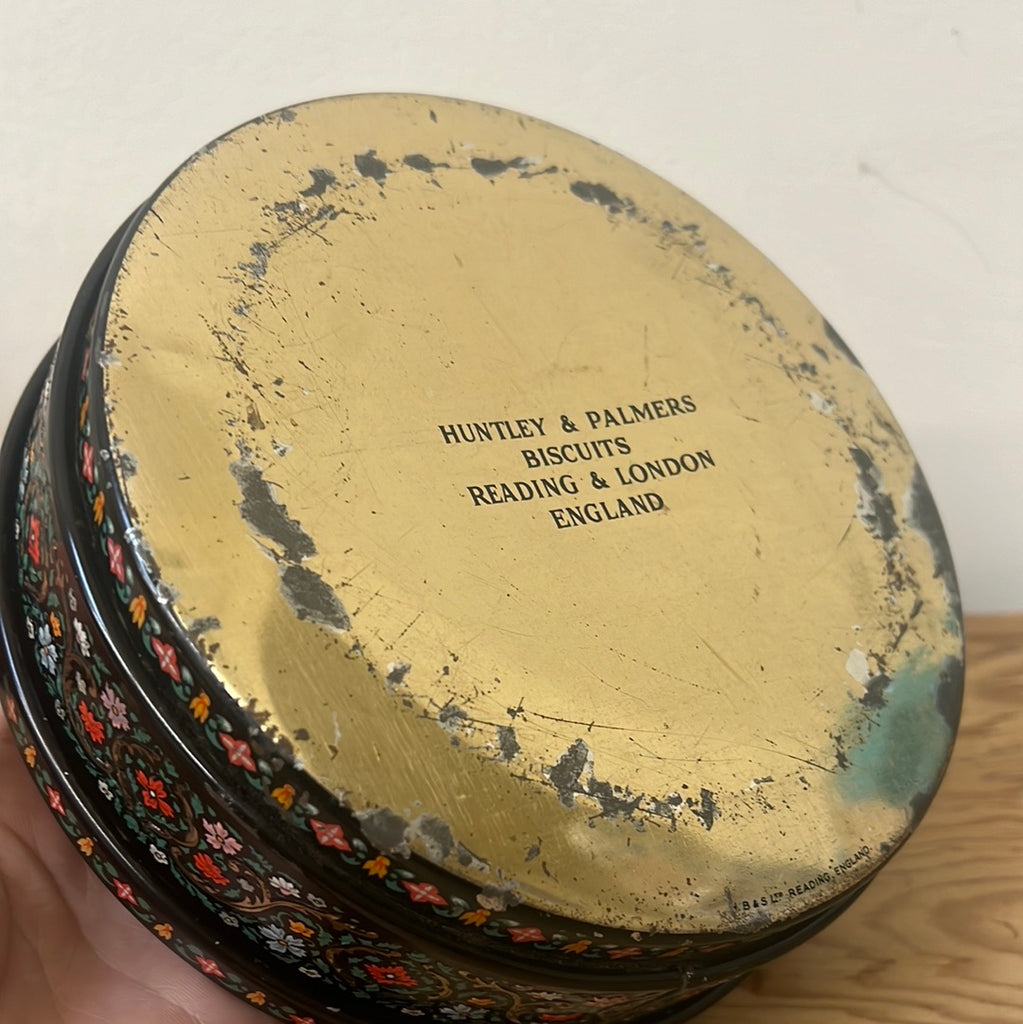 HUNTLEY & PALMERS
BISCUITS
READING & LONDON
ENGLAND
B & S LTD READING, ENGLAND.